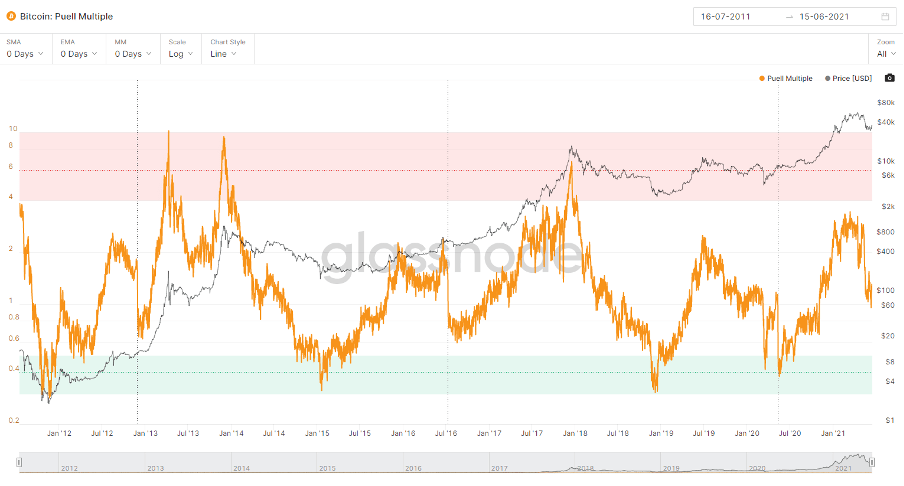 Bitcoin: Puell Multiple
16-07-2011 → 15-06-2021
SMA EMA MM Scale Chart Style Zoom
0 Days 0 Days 0 Days Log Line All
Puell Multiple Price [USD]
$80k
10 $40k
8
6 $10k
$6k
4
$2k
2 $800
$400
glassnode
1 $100
$60
0.8
0.6 $20
0.4 $8
$4
0.2 $1
Jan '12 Jul '12 Jan '13 Jul '13 Jan '14 Jul '14 Jan '15 Jul '15 Jan '16 Jul '16 Jan '17 Jul '17 Jan '18 Jul '18 Jan '19 Jul '19 Jan '20 Jul '20 Jan '21
2012 2013 2014 2015 2016 2017 2018 2019 2020 2021